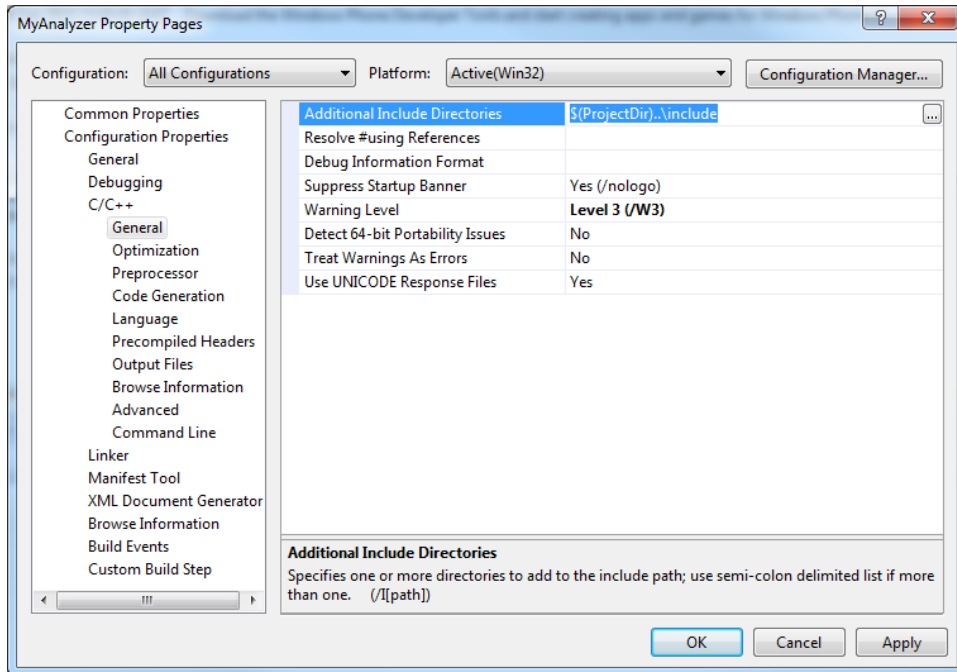 MyAnalyzer Property Pages
Configuration: All Configurations Platform: Active(Win32) Configuration Manager...
Common Properties
Configuration Properties
General
Debugging
C/C++
General
Optimization
Preprocessor
Code Generation
Language
Precompiled Headers
Output Files
Browse Information
Advanced
Command Line
Linker
Manifest Tool
XML Document Generator
Browse Information
Build Events
Custom Build Step
Additional Include Directories $(ProjectDir)..\include ...
Resolve #using References
Debug Information Format
Suppress Startup Banner Yes (/nologo)
Warning Level Level 3 (/W3)
Detect 64-bit Portability Issues No
Treat Warnings As Errors No
Use UNICODE Response Files Yes
Additional Include Directories
Specifies one or more directories to add to the include path; use semi-colon delimited list if more
than one. (/I[path])
OK Cancel Apply